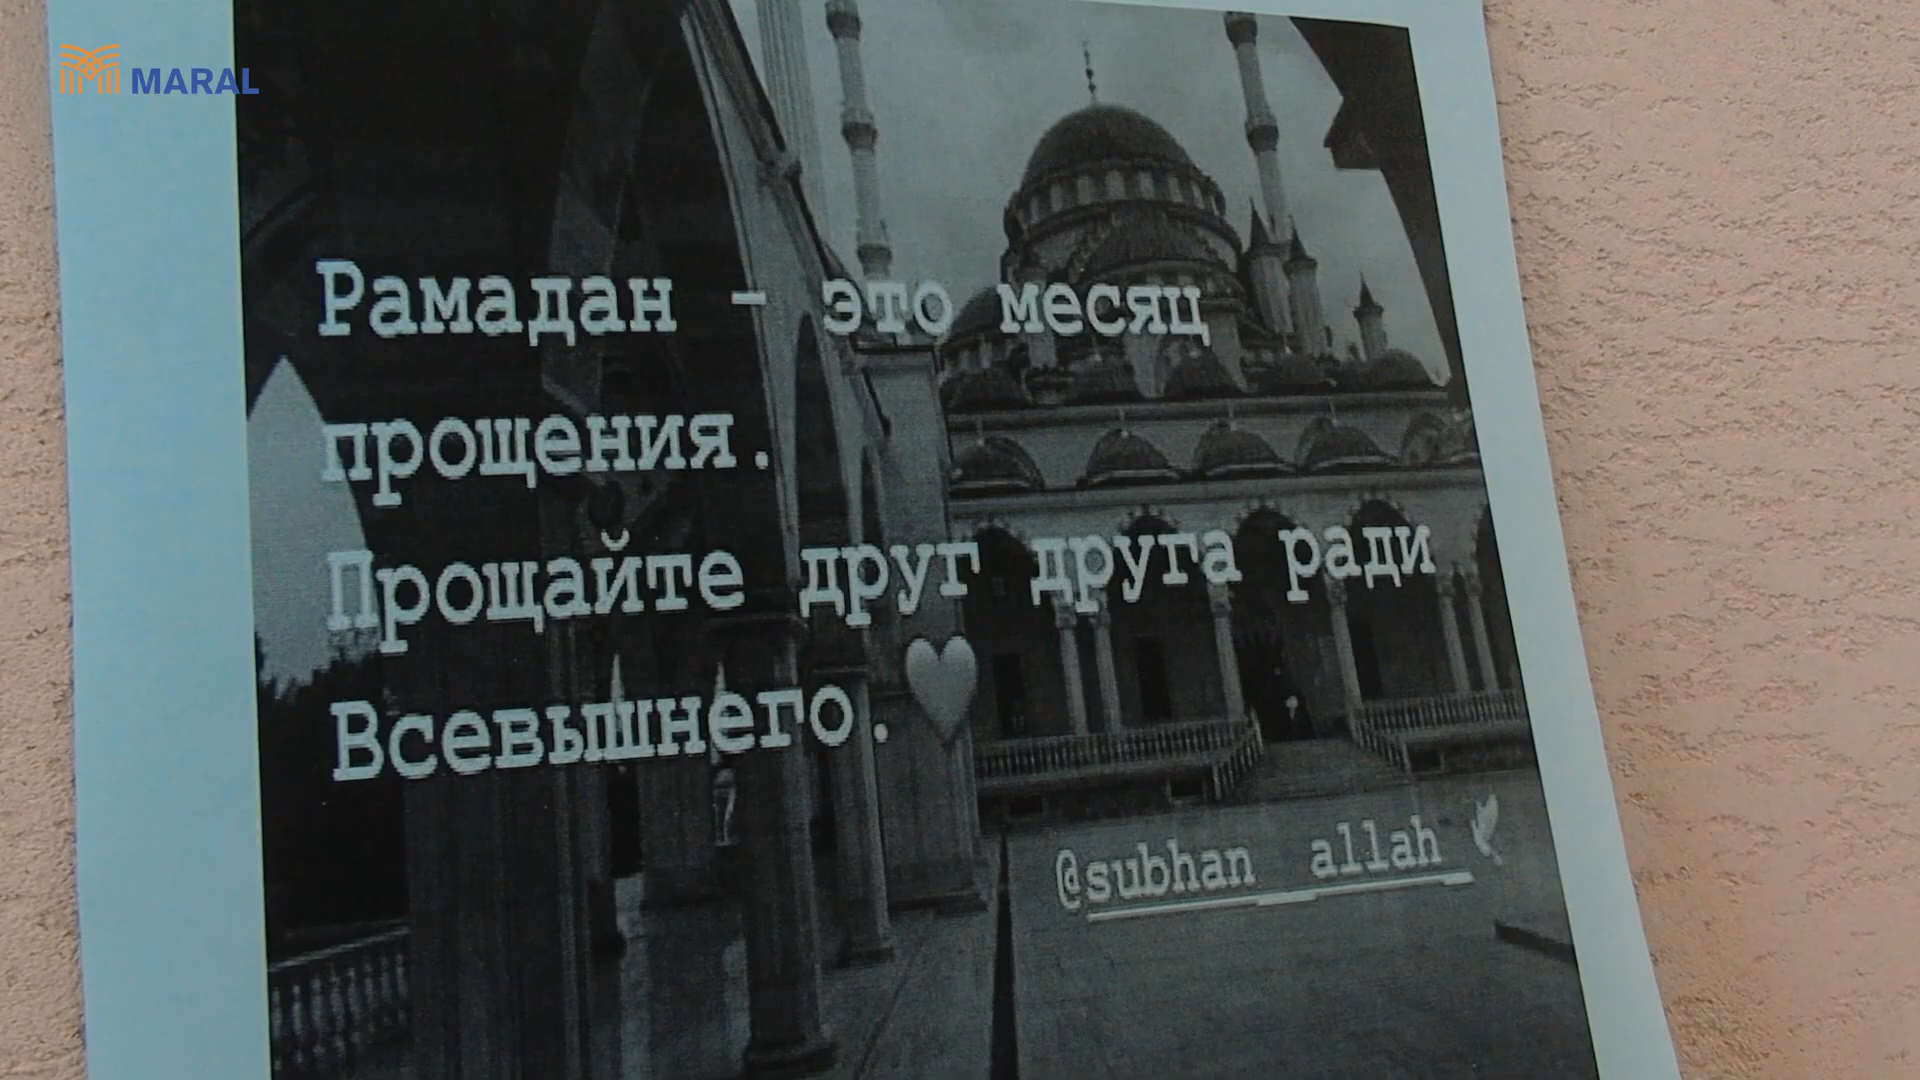 MARAL
Рамадан - это месяц
прощения.
Прощайте друг друга ради
Всевышнего.
@subhan allah